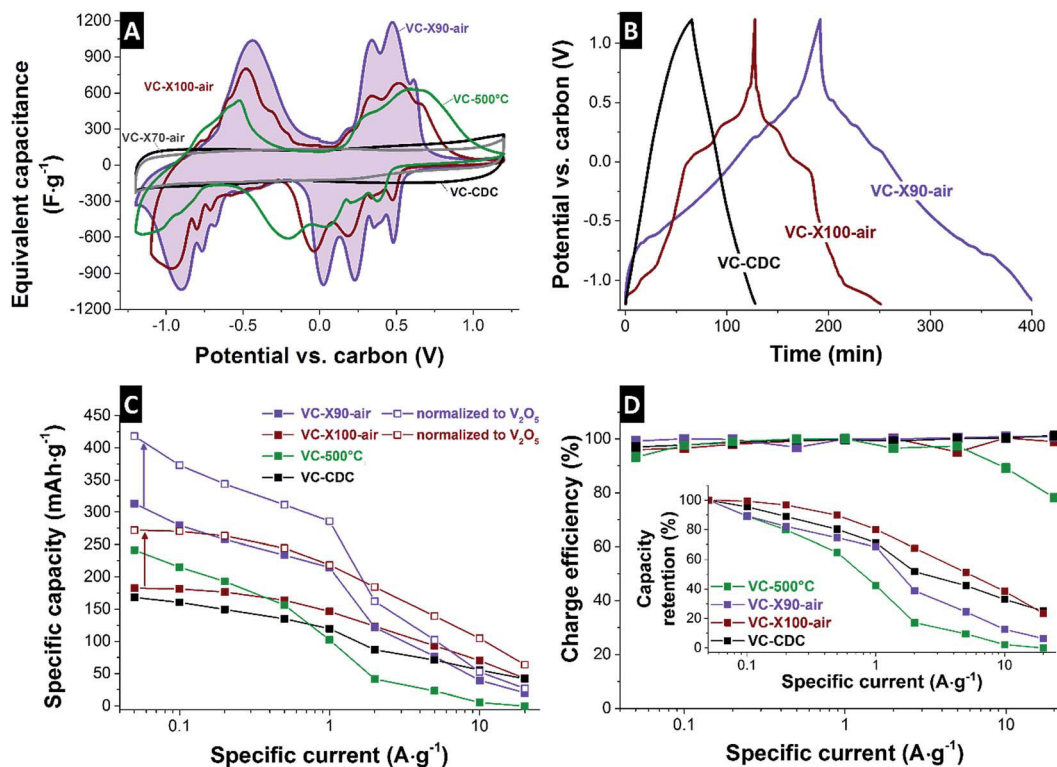 A
1200
900
600
300
0
-300
-600
-900
-1200
Equivalent capacitance
(F·g⁻¹)
VC-X90-air
VC-X100-air
VC-500°C
VC-X70-air
VC-CDC
-1.0
-0.5
0.0
0.5
1.0
Potential vs. carbon (V)
B
1.0
0.5
0.0
-0.5
-1.0
Potential vs. carbon (V)
VC-X90-air
VC-X100-air
VC-CDC
0
100
200
300
400
Time (min)
C
450
400
350
300
250
200
150
100
50
0
Specific capacity (mAh·g⁻¹)
VC-X90-air
normalized to V₂O₅
VC-X100-air
normalized to V₂O₅
VC-500°C
VC-CDC
0.1
1
10
Specific current (A·g⁻¹)
D
100
80
60
40
20
0
Charge efficiency (%)
100
80
60
40
20
0
Capacity
retention (%)
VC-500°C
VC-X90-air
VC-X100-air
VC-CDC
0.1
1
10
Specific current (A·g⁻¹)
0.1
1
10
Specific current (A·g⁻¹)